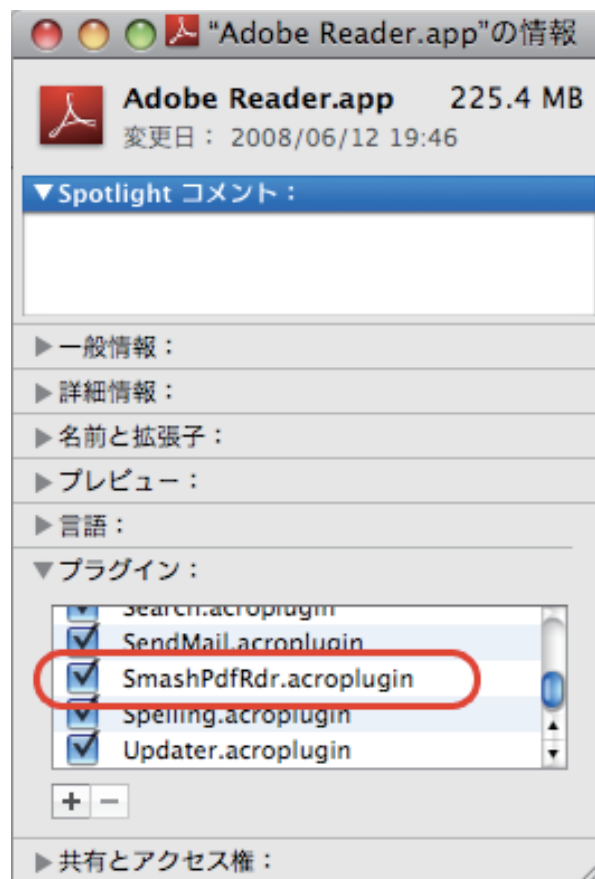 “Adobe Reader.app”の情報
Adobe Reader.app 225.4 MB
変更日： 2008/06/12 19:46
▼Spotlight コメント：
▶一般情報：
▶詳細情報：
▶名前と拡張子：
▶プレビュー：
▶言語：
▼プラグイン：
Search.acroplugin
SendMail.acroplugin
SmashPdfRdr.acroplugin
Spelling.acroplugin
Updater.acroplugin
▶共有とアクセス権：